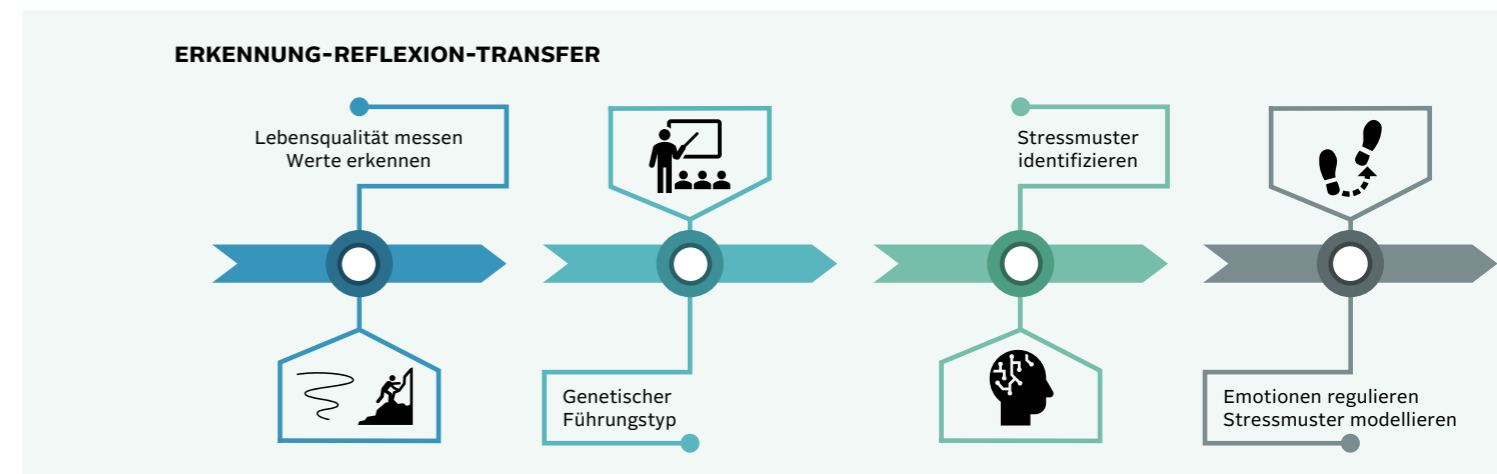 ERKENNUNG-REFLEXION-TRANSFER
Lebensqualität messen
Werte erkennen
Genetischer
Führungstyp
Stressmuster
identifizieren
Emotionen regulieren
Stressmuster modellieren